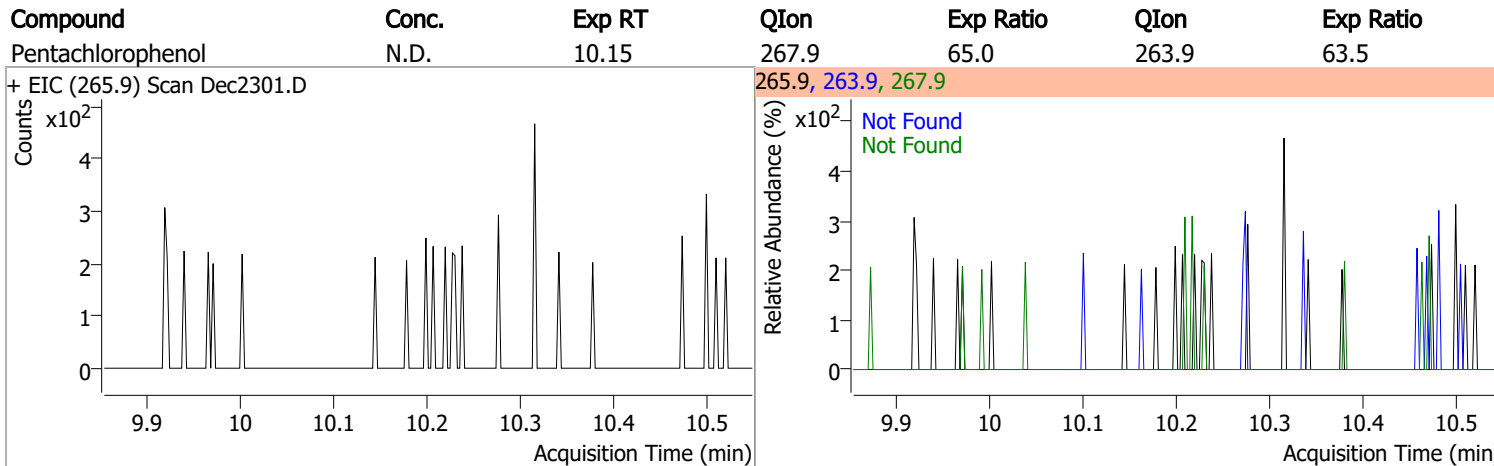 Compound Conc. Exp RT QIon Exp Ratio QIon Exp Ratio
Pentachlorophenol N.D. 10.15 267.9 65.0 263.9 63.5
+ EIC (265.9) Scan Dec2301.D
Counts
x10²
4
3
2
1
0
9.9 10 10.1 10.2 10.3 10.4 10.5
Acquisition Time (min)
265.9, 263.9, 267.9
Relative Abundance (%)
x10²
Not Found
Not Found
4
3
2
1
0
9.9 10 10.1 10.2 10.3 10.4 10.5
Acquisition Time (min)